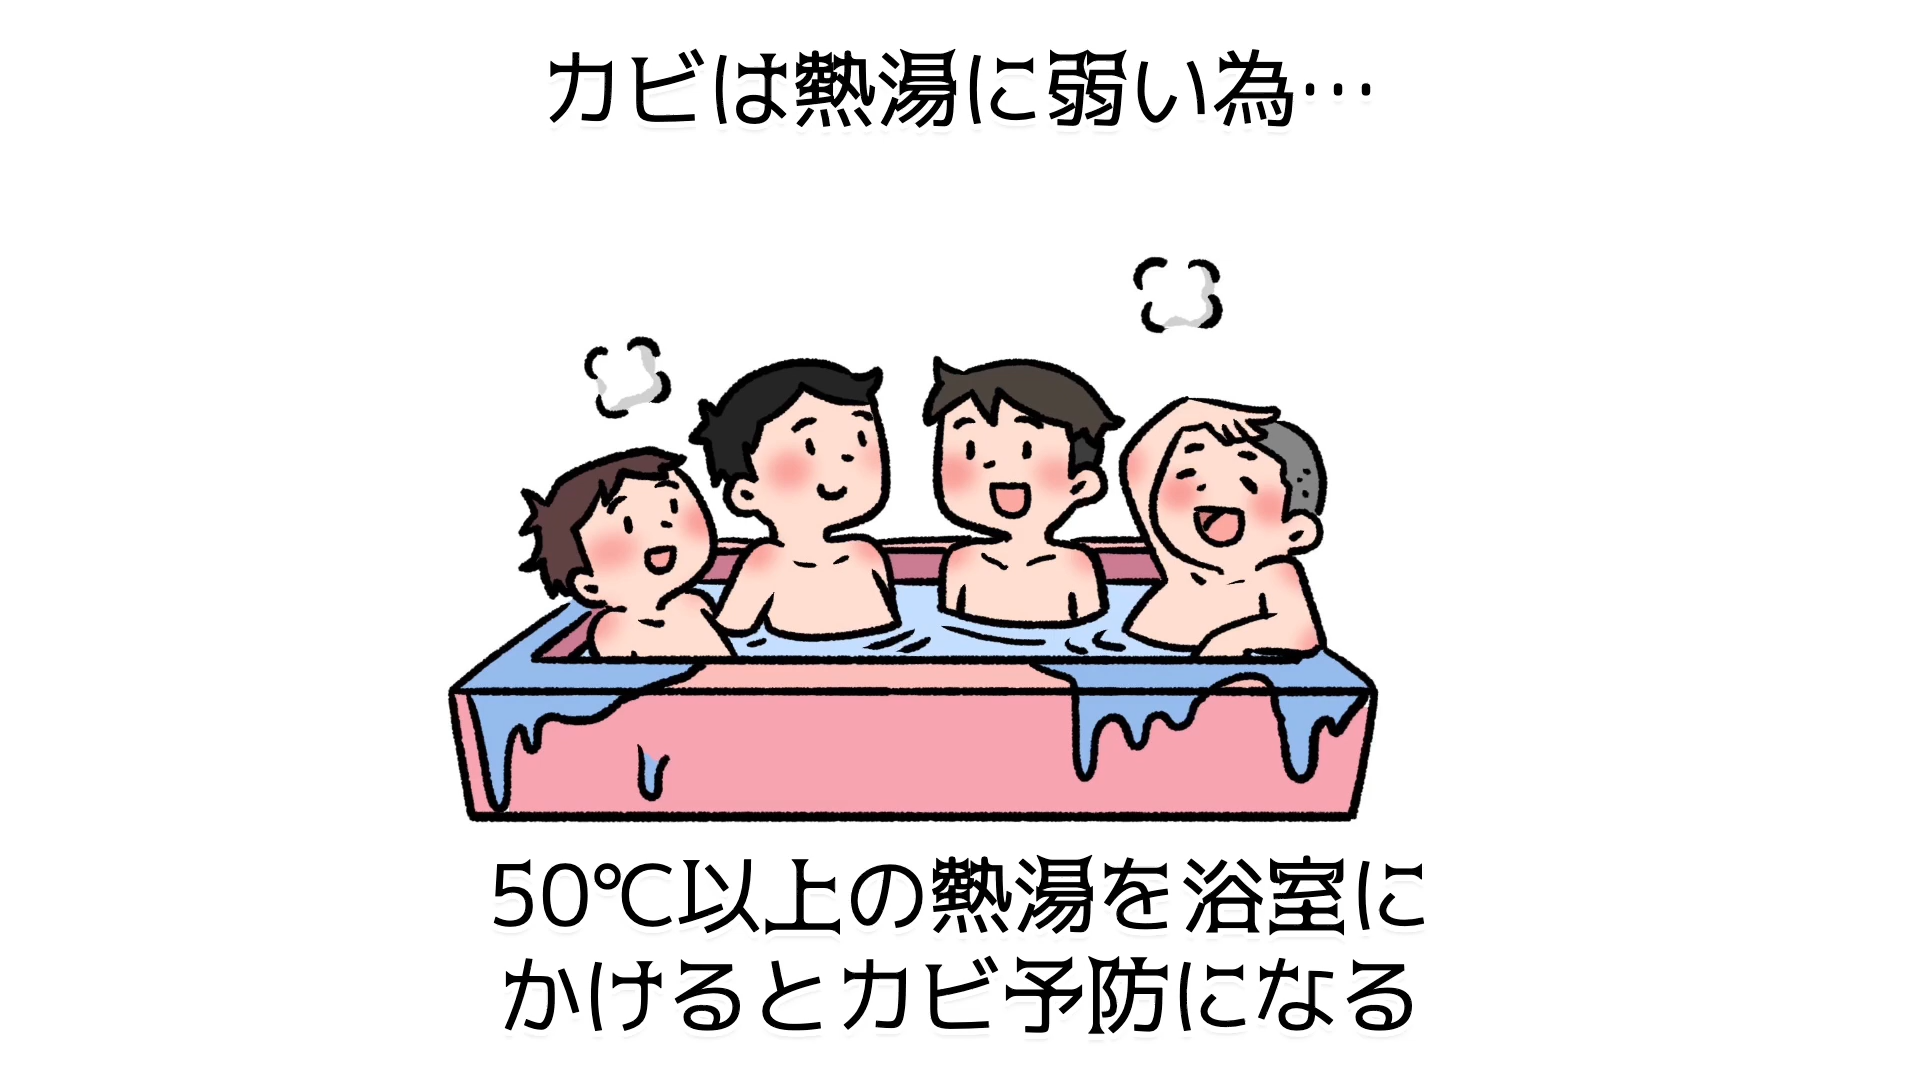 カビは熱湯に弱い為…
50℃以上の熱湯を浴室に
かけるとカビ予防になる